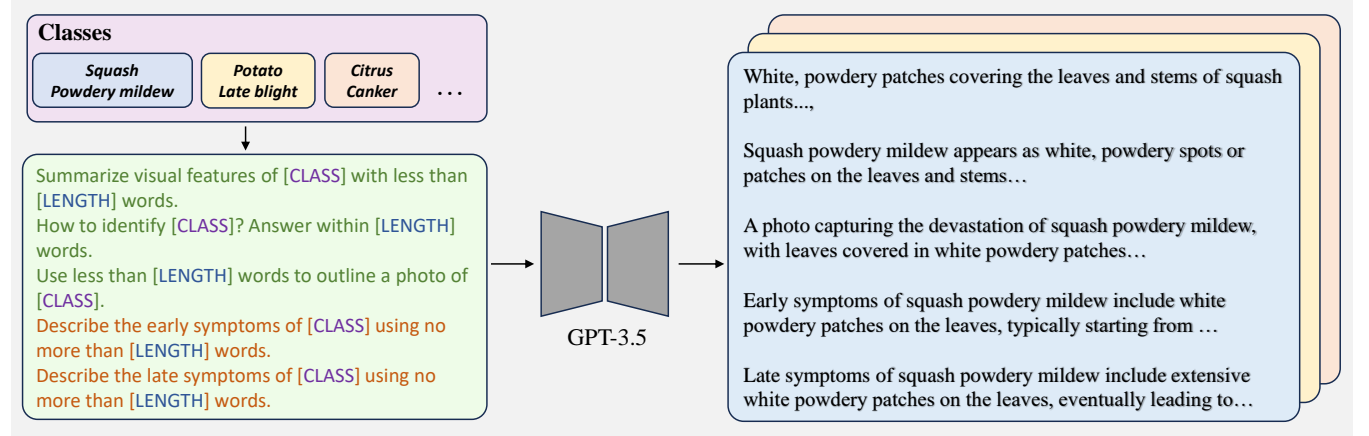 Classes
Squash
Powdery mildew
Potato
Late blight
Citrus
Canker
...
Summarize visual features of [CLASS] with less than
[LENGTH] words.
How to identify [CLASS]? Answer within [LENGTH]
words.
Use less than [LENGTH] words to outline a photo of
[CLASS].
Describe the early symptoms of [CLASS] using no
more than [LENGTH] words.
Describe the late symptoms of [CLASS] using no
more than [LENGTH] words.
GPT-3.5
White, powdery patches covering the leaves and stems of squash
plants...,
Squash powdery mildew appears as white, powdery spots or
patches on the leaves and stems…
A photo capturing the devastation of squash powdery mildew,
with leaves covered in white powdery patches…
Early symptoms of squash powdery mildew include white
powdery patches on the leaves, typically starting from …
Late symptoms of squash powdery mildew include extensive
white powdery patches on the leaves, eventually leading to…